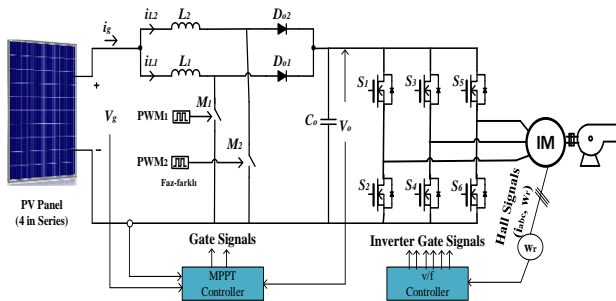 ig
iL2
L2
Do2
iL1
L1
Do1
+
Vg
-
PWM1
M1
PWM2
M2
Faz-farklı
Co
Vo
S1
S3
S5
S2
S4
S6
IM
PV Panel
(4 in Series)
Gate Signals
MPPT
Controller
Inverter Gate Signals
v/f
Controller
Hall Signals
(iabc, wr)
wr